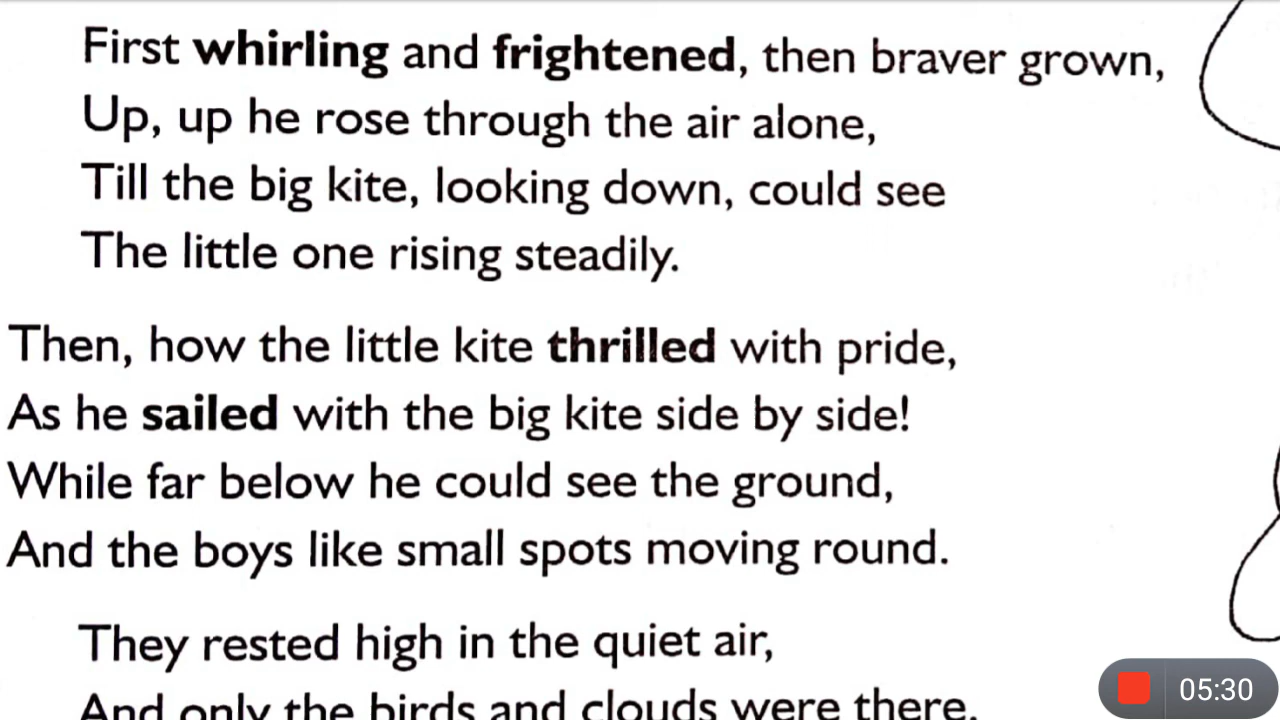 First whirling and frightened, then braver grown,
Up, up he rose through the air alone,
Till the big kite, looking down, could see
The little one rising steadily.
Then, how the little kite thrilled with pride,
As he sailed with the big kite side by side!
While far below he could see the ground,
And the boys like small spots moving round.
They rested high in the quiet air,
And only the birds and clouds were there.
05:30